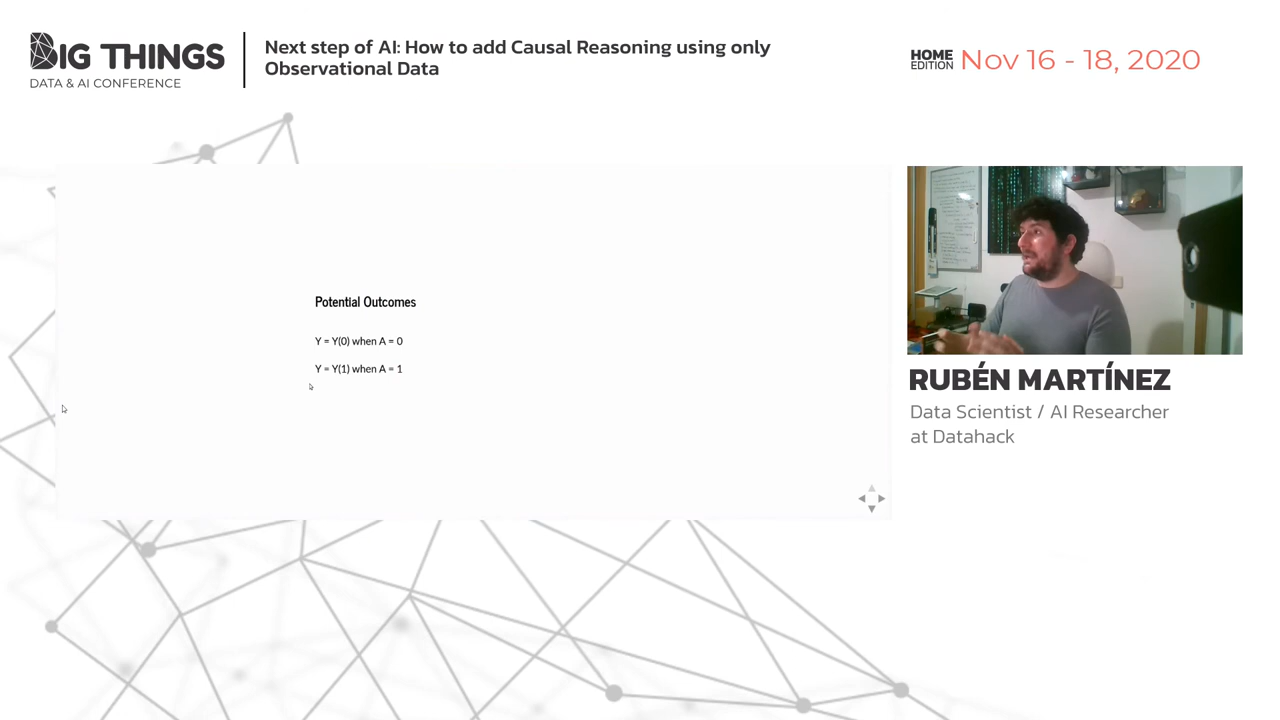 BIG THINGS
DATA & AI CONFERENCE
Next step of AI: How to add Causal Reasoning using only
Observational Data
HOME
EDITION
Nov 16 - 18, 2020
Potential Outcomes
Y = Y(0) when A = 0
Y = Y(1) when A = 1
RUBÉN MARTÍNEZ
Data Scientist / AI Researcher
at Datahack